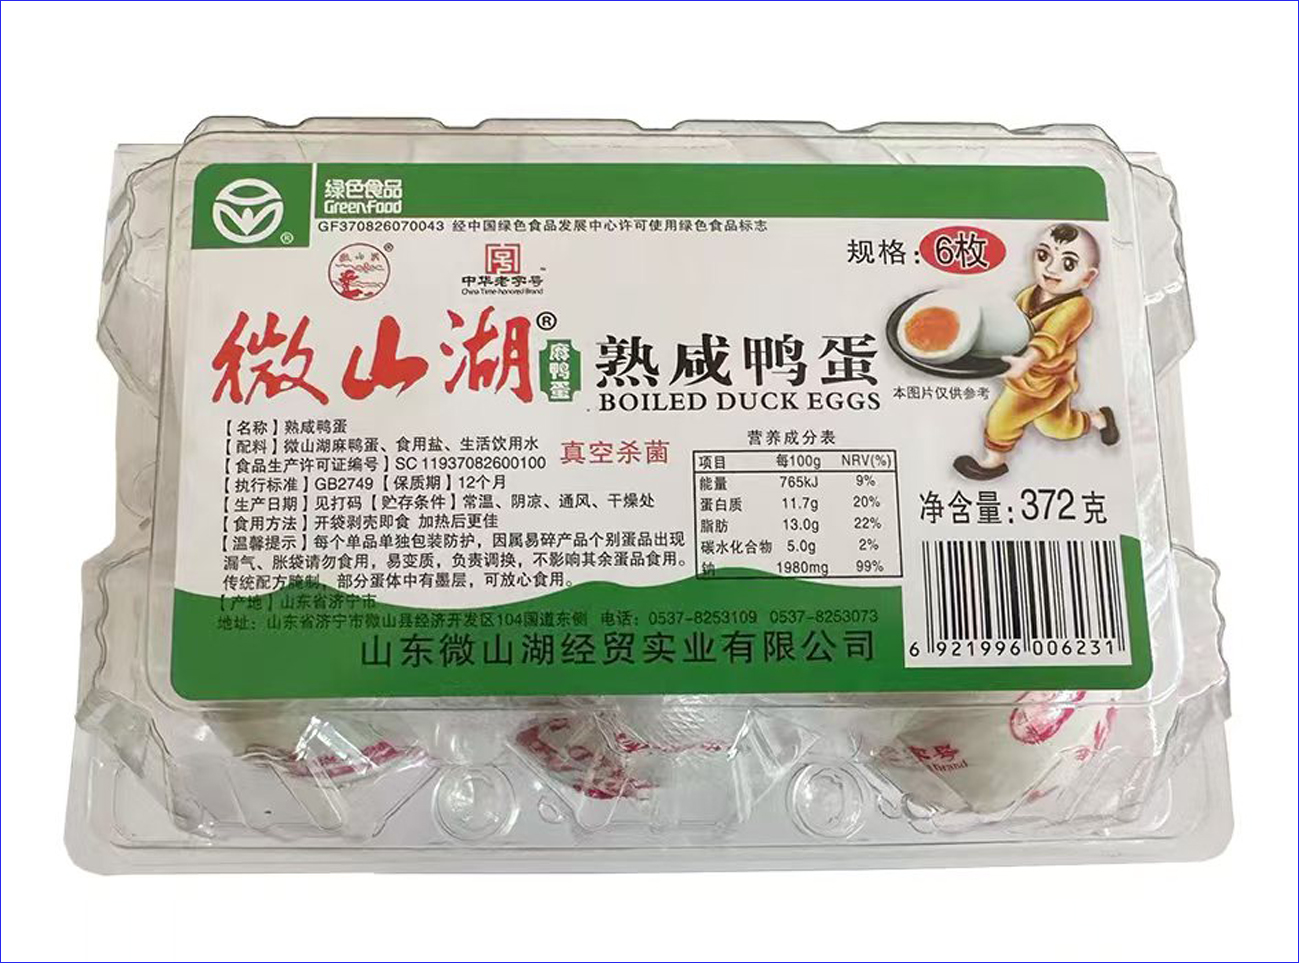 绿色食品
GreenFood
GF370826070043 经中国绿色食品发展中心许可使用绿色食品标志
微山湖®
中华老字号
China Time-honored Brand
规格：6枚
微山湖®
麻鸭蛋
熟咸鸭蛋
BOILED DUCK EGGS
本图片仅供参考
【名称】熟咸鸭蛋
【配料】微山湖麻鸭蛋、食用盐、生活饮用水
【食品生产许可证编号】SC 11937082600100
真空杀菌
【执行标准】GB2749【保质期】12个月
【生产日期】见打码【贮存条件】常温、阴凉、通风、干燥处
【食用方法】开袋剥壳即食 加热后更佳
【温馨提示】每个单品单独包装防护，因属易碎产品个别蛋品出现
漏气、胀袋请勿食用，易变质，负责调换，不影响其余蛋品食用。
传统配方腌制，部分蛋体中有墨层，可放心食用。
【产地】山东省济宁市
地址：山东省济宁市微山县经济开发区104国道东侧 电话：0537-8253109 0537-8253073
山东微山湖经贸实业有限公司
营养成分表
项目 每100g NRV(%)
能量 765kJ 9%
蛋白质 11.7g 20%
脂肪 13.0g 22%
碳水化合物 5.0g 2%
钠 1980mg 99%
净含量：372克
6 921996 006231
字号
Brand